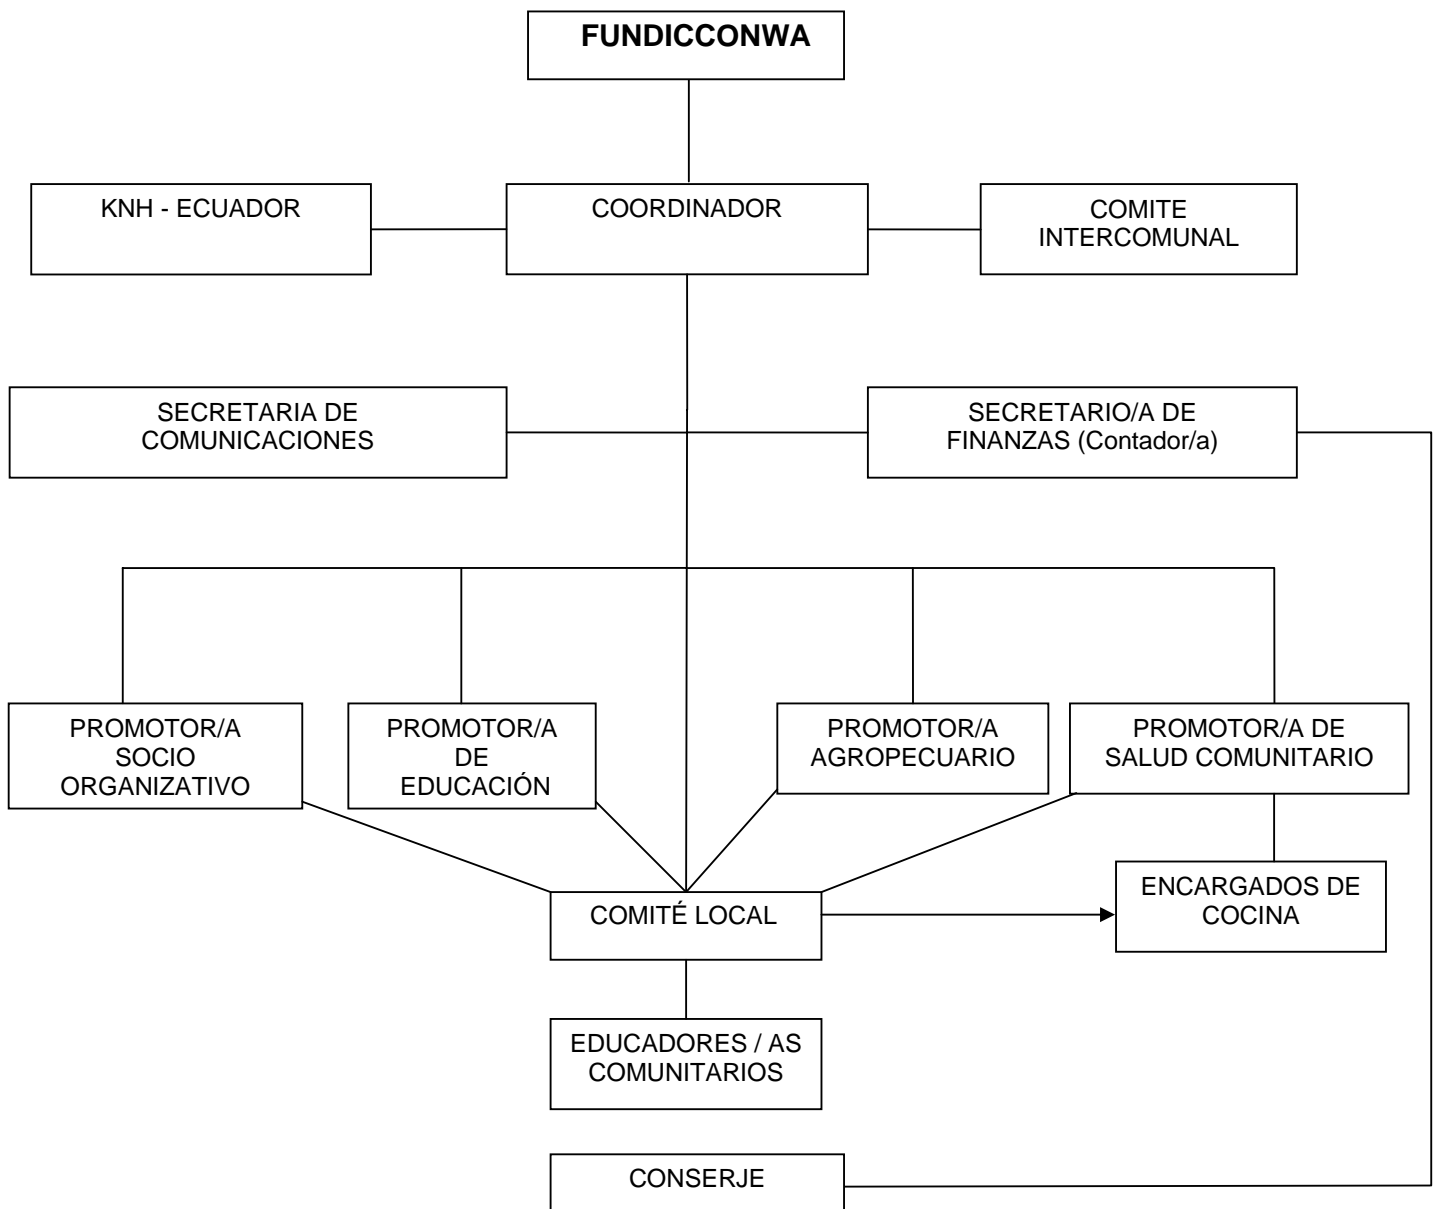 FUNDICCONWA
KNH - ECUADOR
COORDINADOR
COMITE
INTERCOMUNAL
SECRETARIA DE
COMUNICACIONES
SECRETARIO/A DE
FINANZAS (Contador/a)
PROMOTOR/A
SOCIO
ORGANIZATIVO
PROMOTOR/A
DE
EDUCACIÓN
PROMOTOR/A
AGROPECUARIO
PROMOTOR/A DE
SALUD COMUNITARIO
COMITÉ LOCAL
ENCARGADOS DE
COCINA
EDUCADORES / AS
COMUNITARIOS
CONSERJE